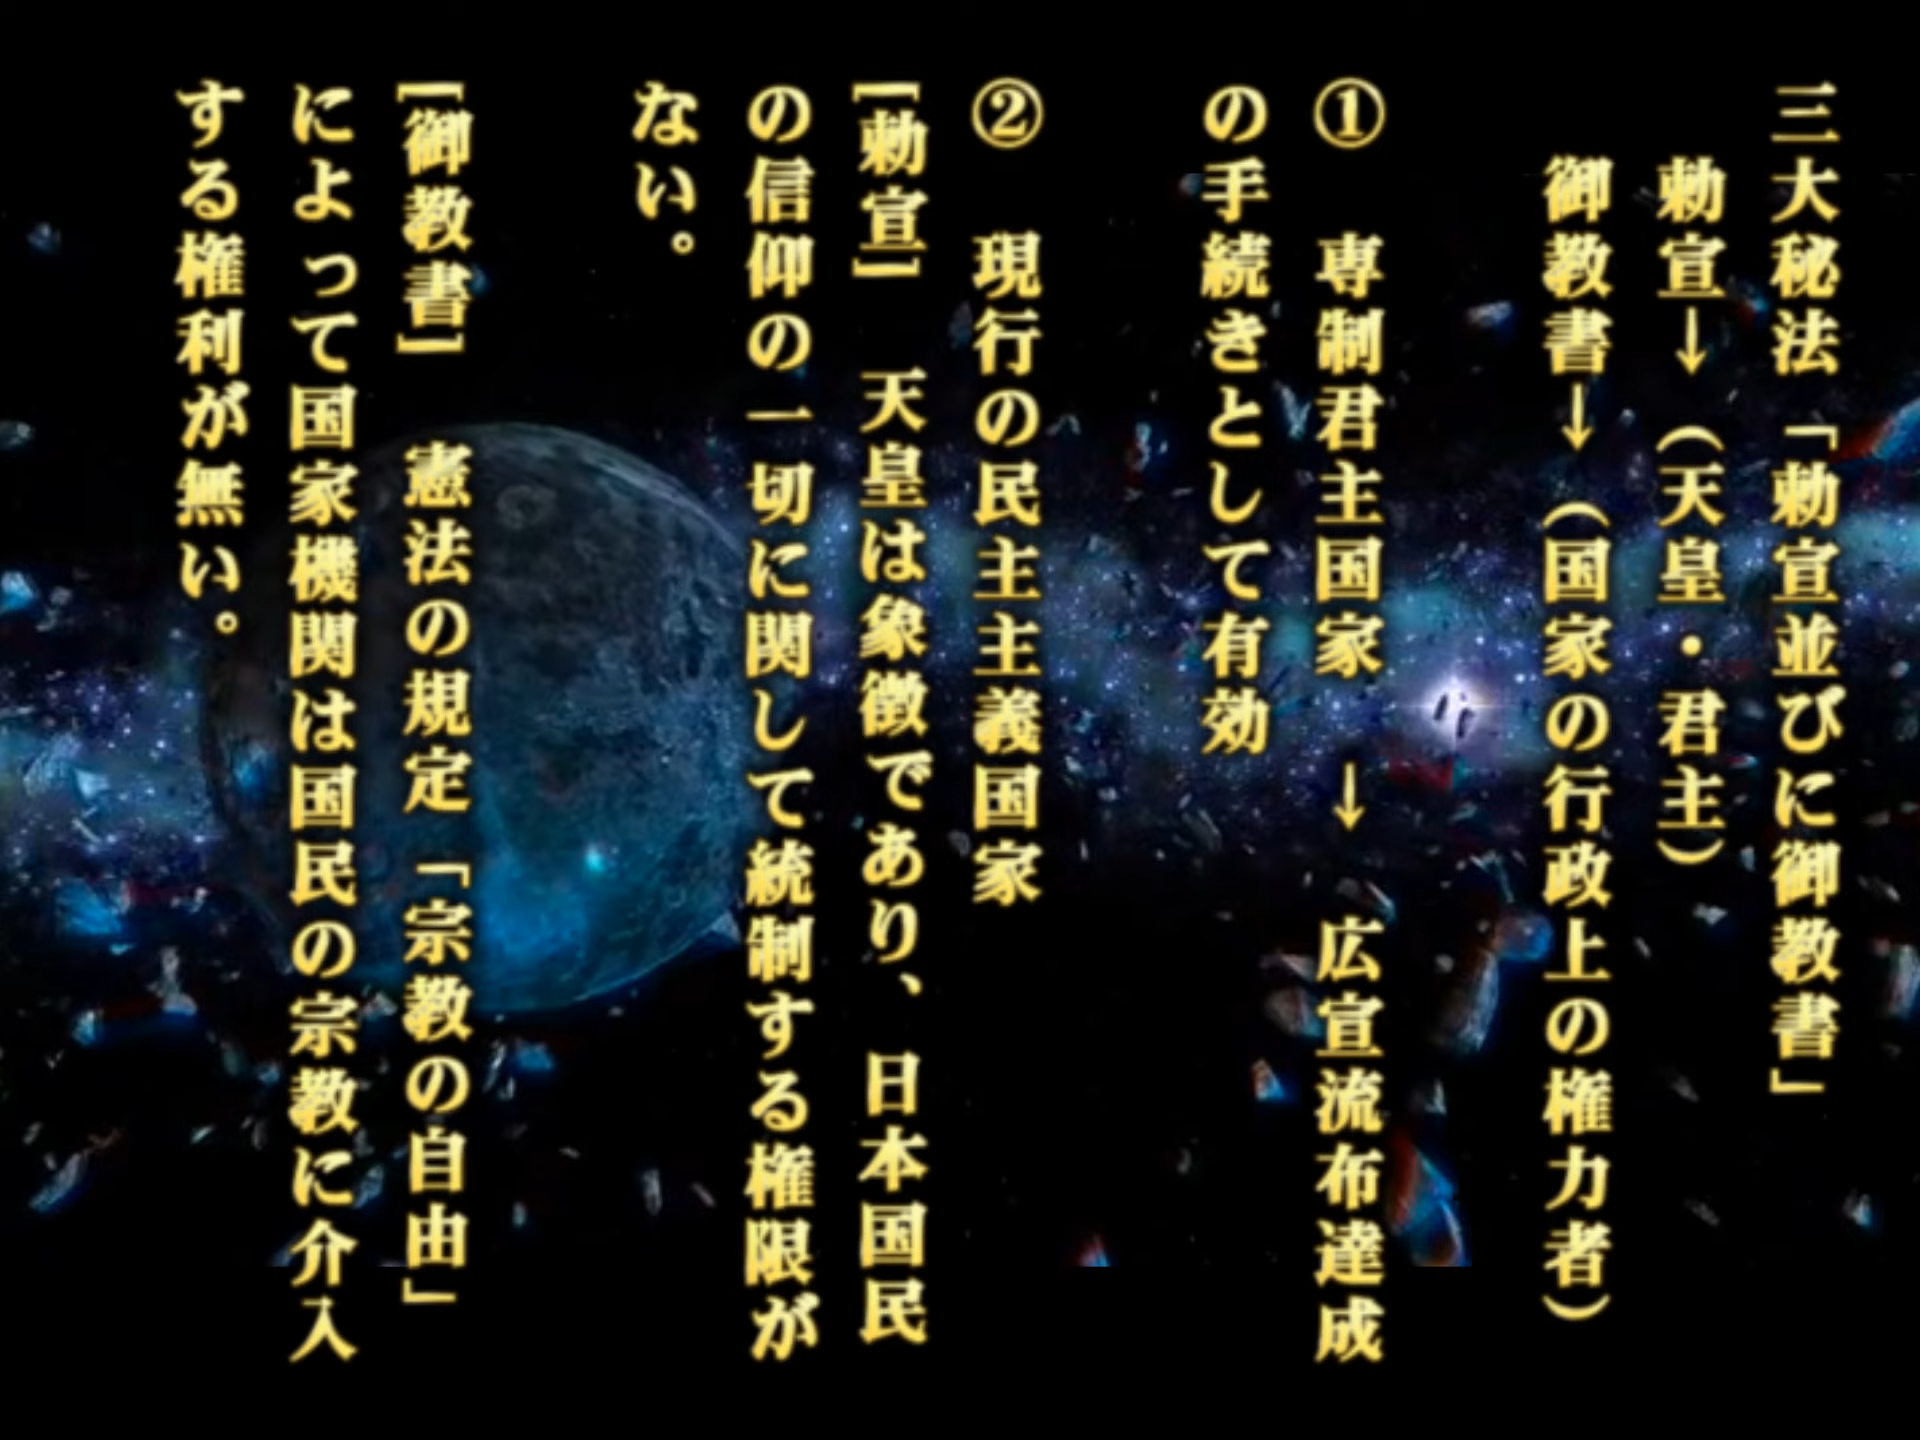 三大秘法「勅宣並びに御教書」
勅宣→（天皇・君主）
御教書→（国家の行政上の権力者）
①　専制君主国家　→　広宣流布達成
の手続きとして有効
②　現行の民主主義国家
［勅宣］　天皇は象徴であり、日本国民
の信仰の一切に関して統制する権限が
ない。
［御教書］　憲法の規定「宗教の自由」
によって国家機関は国民の宗教に介入
する権利が無い。